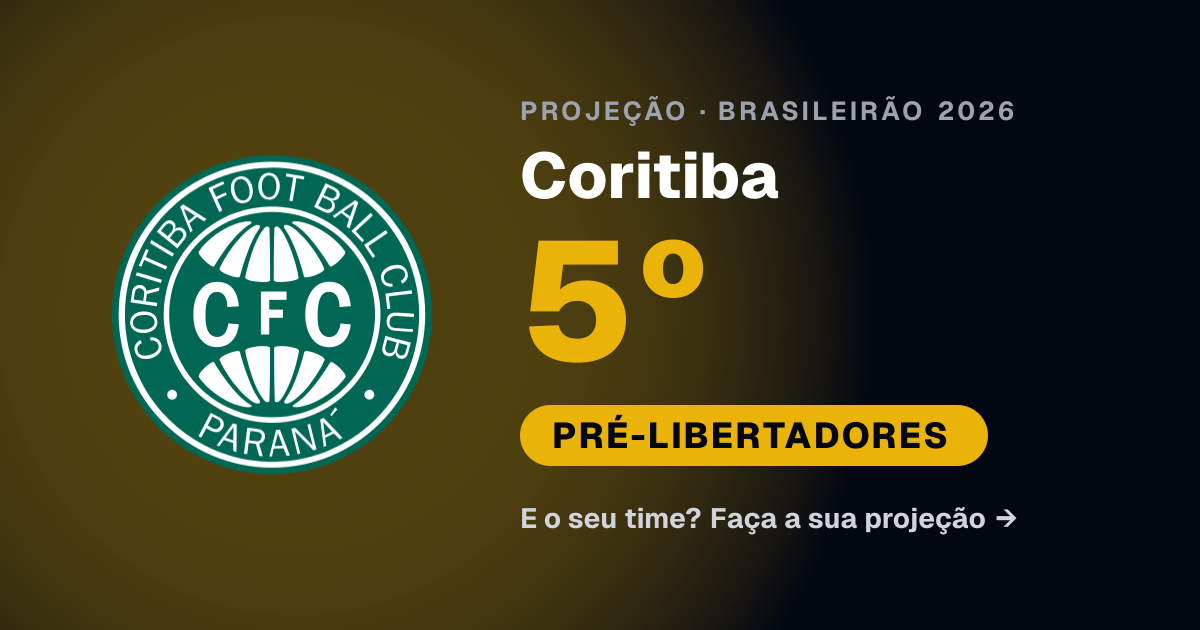 CORITIBA FOOT BALL CLUB
CFC
• PARANÁ •
PROJEÇÃO · BRASILEIRÃO 2026
Coritiba
5º
PRÉ-LIBERTADORES
E o seu time? Faça a sua projeção →